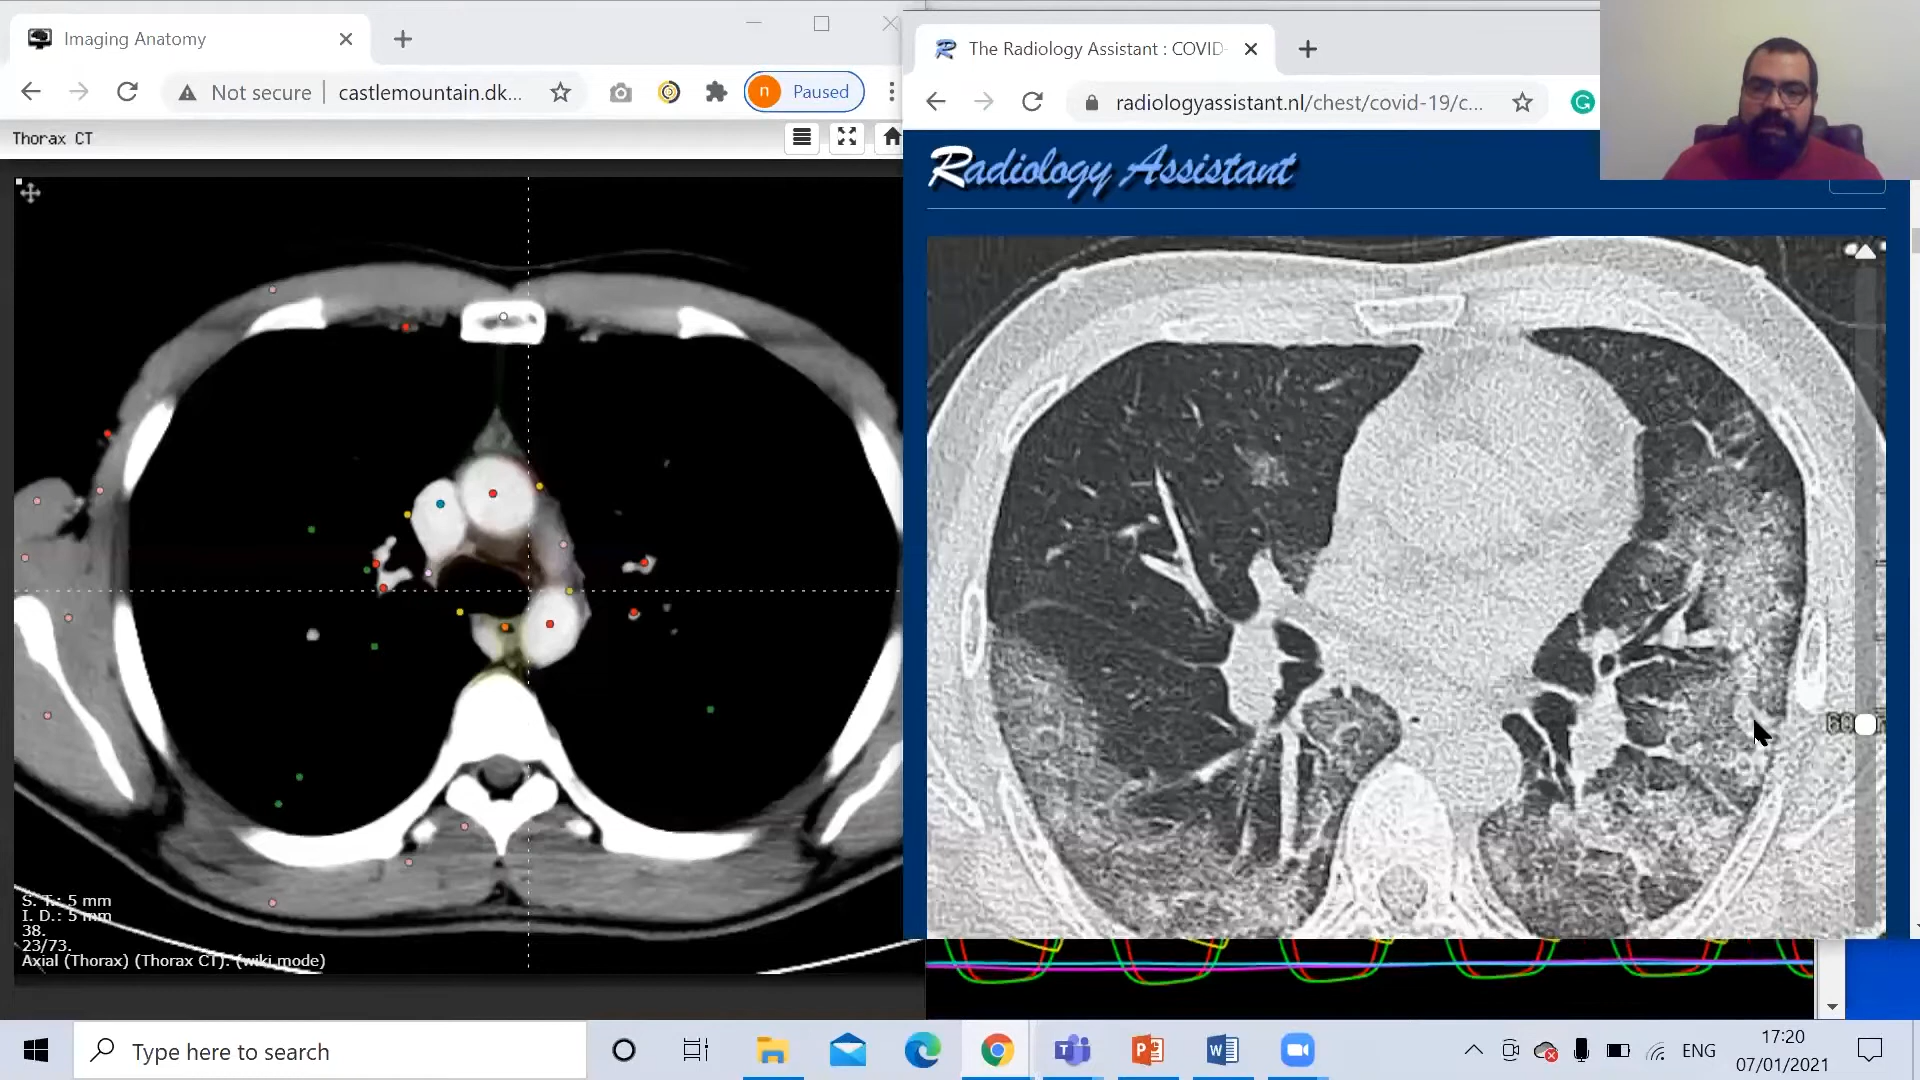 Imaging Anatomy
Not secure
castlemountain.dk...
n Paused
Thorax CT
S. T.: 5 mm
I. D.: 5 mm
38.
23/73.
Axial (Thorax) (Thorax CT). (wiki mode)
The Radiology Assistant : COVID-
radiologyassistant.nl/chest/covid-19/c...
Radiology Assistant
Type here to search
ENG
17:20
07/01/2021